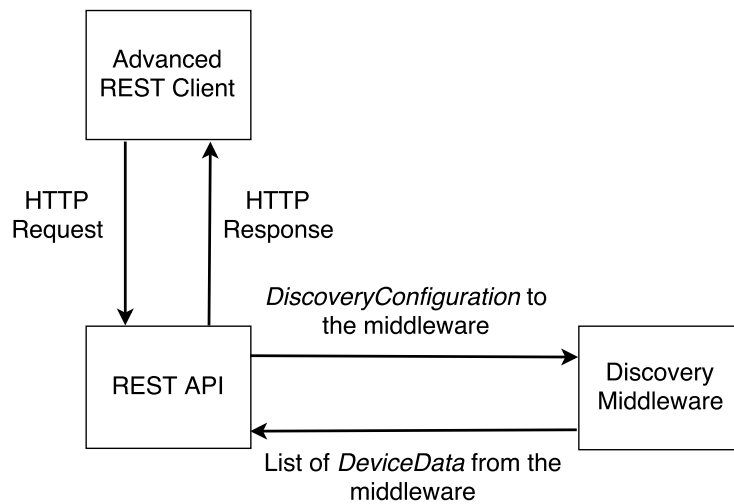 Advanced
REST Client
HTTP
Request
HTTP
Response
DiscoveryConfiguration to
the middleware
REST API
Discovery
Middleware
List of DeviceData from the
middleware